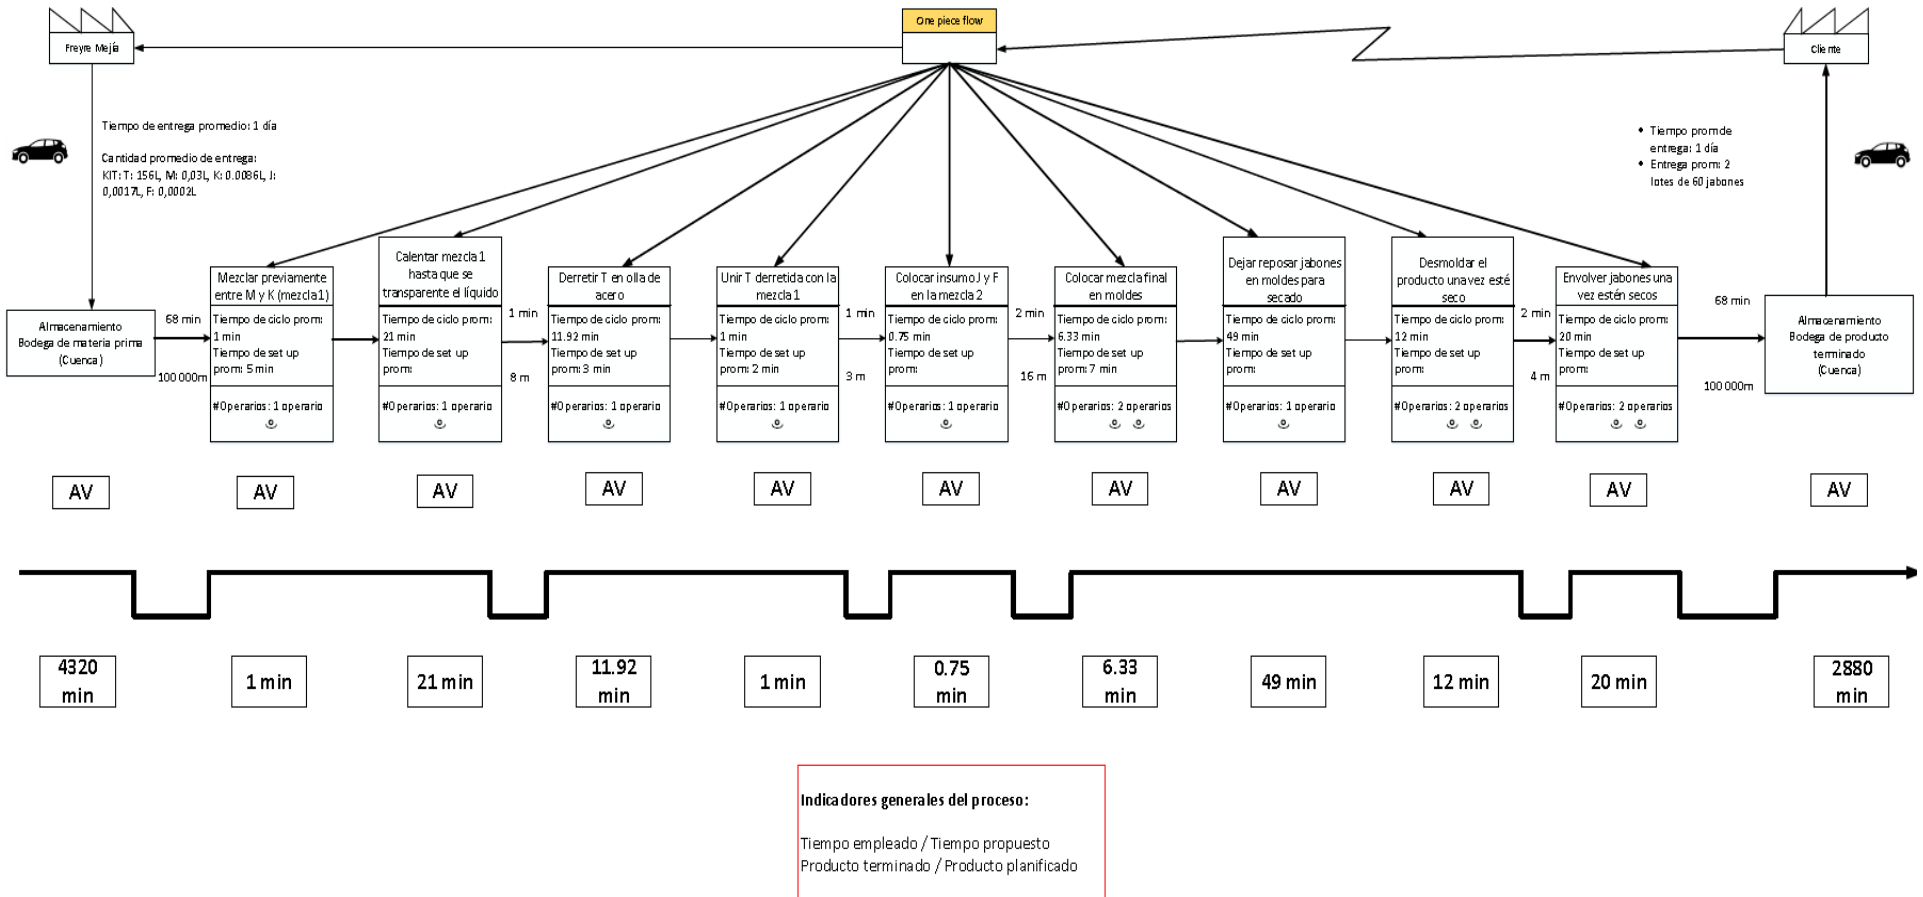 Freyre Mejía
One piece flow
Cliente
Tiempo de entrega promedio: 1 día
Cantidad promedio de entrega:
KIT: T: 156L, M: 0,03L, K: 0.0086L, J:
0,0017L, F: 0,0002L
• Tiempo prom de
entrega: 1 día
• Entrega prom: 2
lotes de 60 jabones
Almacenamiento
Bodega de materia prima
(Cuenca)
68 min
100 000m
Mezclar previamente
entre M y K (mezcla1)
Tiempo de ciclo prom:
1 min
Tiempo de set up
prom: 5 min
#Operarios: 1 operario
Calentar mezcla 1
hasta que se
transparente el líquido
Tiempo de ciclo prom:
21 min
Tiempo de set up
prom:
#Operarios: 1 operario
1 min
8 m
Derretir T en olla de
acero
Tiempo de ciclo prom:
11.92 min
Tiempo de set up
prom: 3 min
#Operarios: 1 operario
Unir T derretida con la
mezcla 1
Tiempo de ciclo prom:
1 min
Tiempo de set up
prom: 2 min
#Operarios: 1 operario
1 min
3 m
Colocar insumo J y F
en la mezcla 2
Tiempo de ciclo prom:
0.75 min
Tiempo de set up
prom:
#Operarios: 1 operario
2 min
16 m
Colocar mezcla final
en moldes
Tiempo de ciclo prom:
6.33 min
Tiempo de set up
prom: 7 min
#Operarios: 2 operarios
Dejar reposar jabones
en moldes para
secado
Tiempo de ciclo prom:
49 min
Tiempo de set up
prom:
#Operarios: 1 operario
Desmoldar el
producto una vez esté
seco
Tiempo de ciclo prom:
12 min
Tiempo de set up
prom:
#Operarios: 2 operarios
2 min
4 m
Envolver jabones una
vez estén secos
Tiempo de ciclo prom:
20 min
Tiempo de set up
prom:
#Operarios: 2 operarios
68 min
100 000m
Almacenamiento
Bodega de producto
terminado
(Cuenca)
AV AV AV AV AV AV AV AV AV AV AV
4320
min
1 min
21 min
11.92
min
1 min
0.75
min
6.33
min
49 min
12 min
20 min
2880
min
Indicadores generales del proceso:
Tiempo empleado / Tiempo propuesto
Producto terminado / Producto planificado